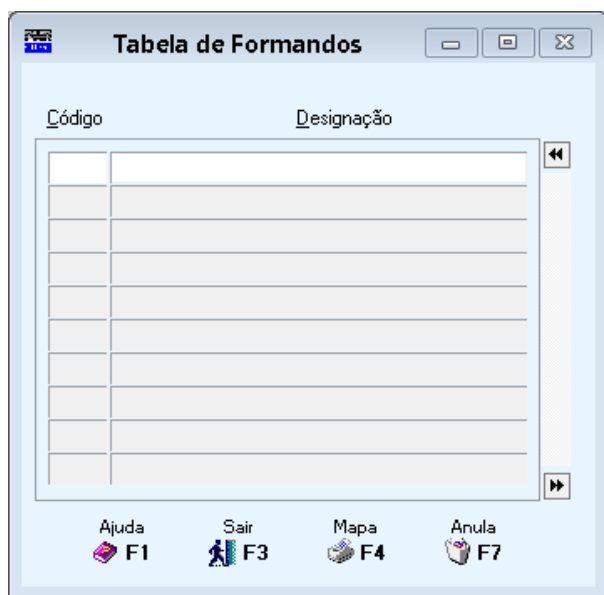 Tabela de Formandos
Código Designação
Ajuda Sair Mapa Anula
F1 F3 F4 F7